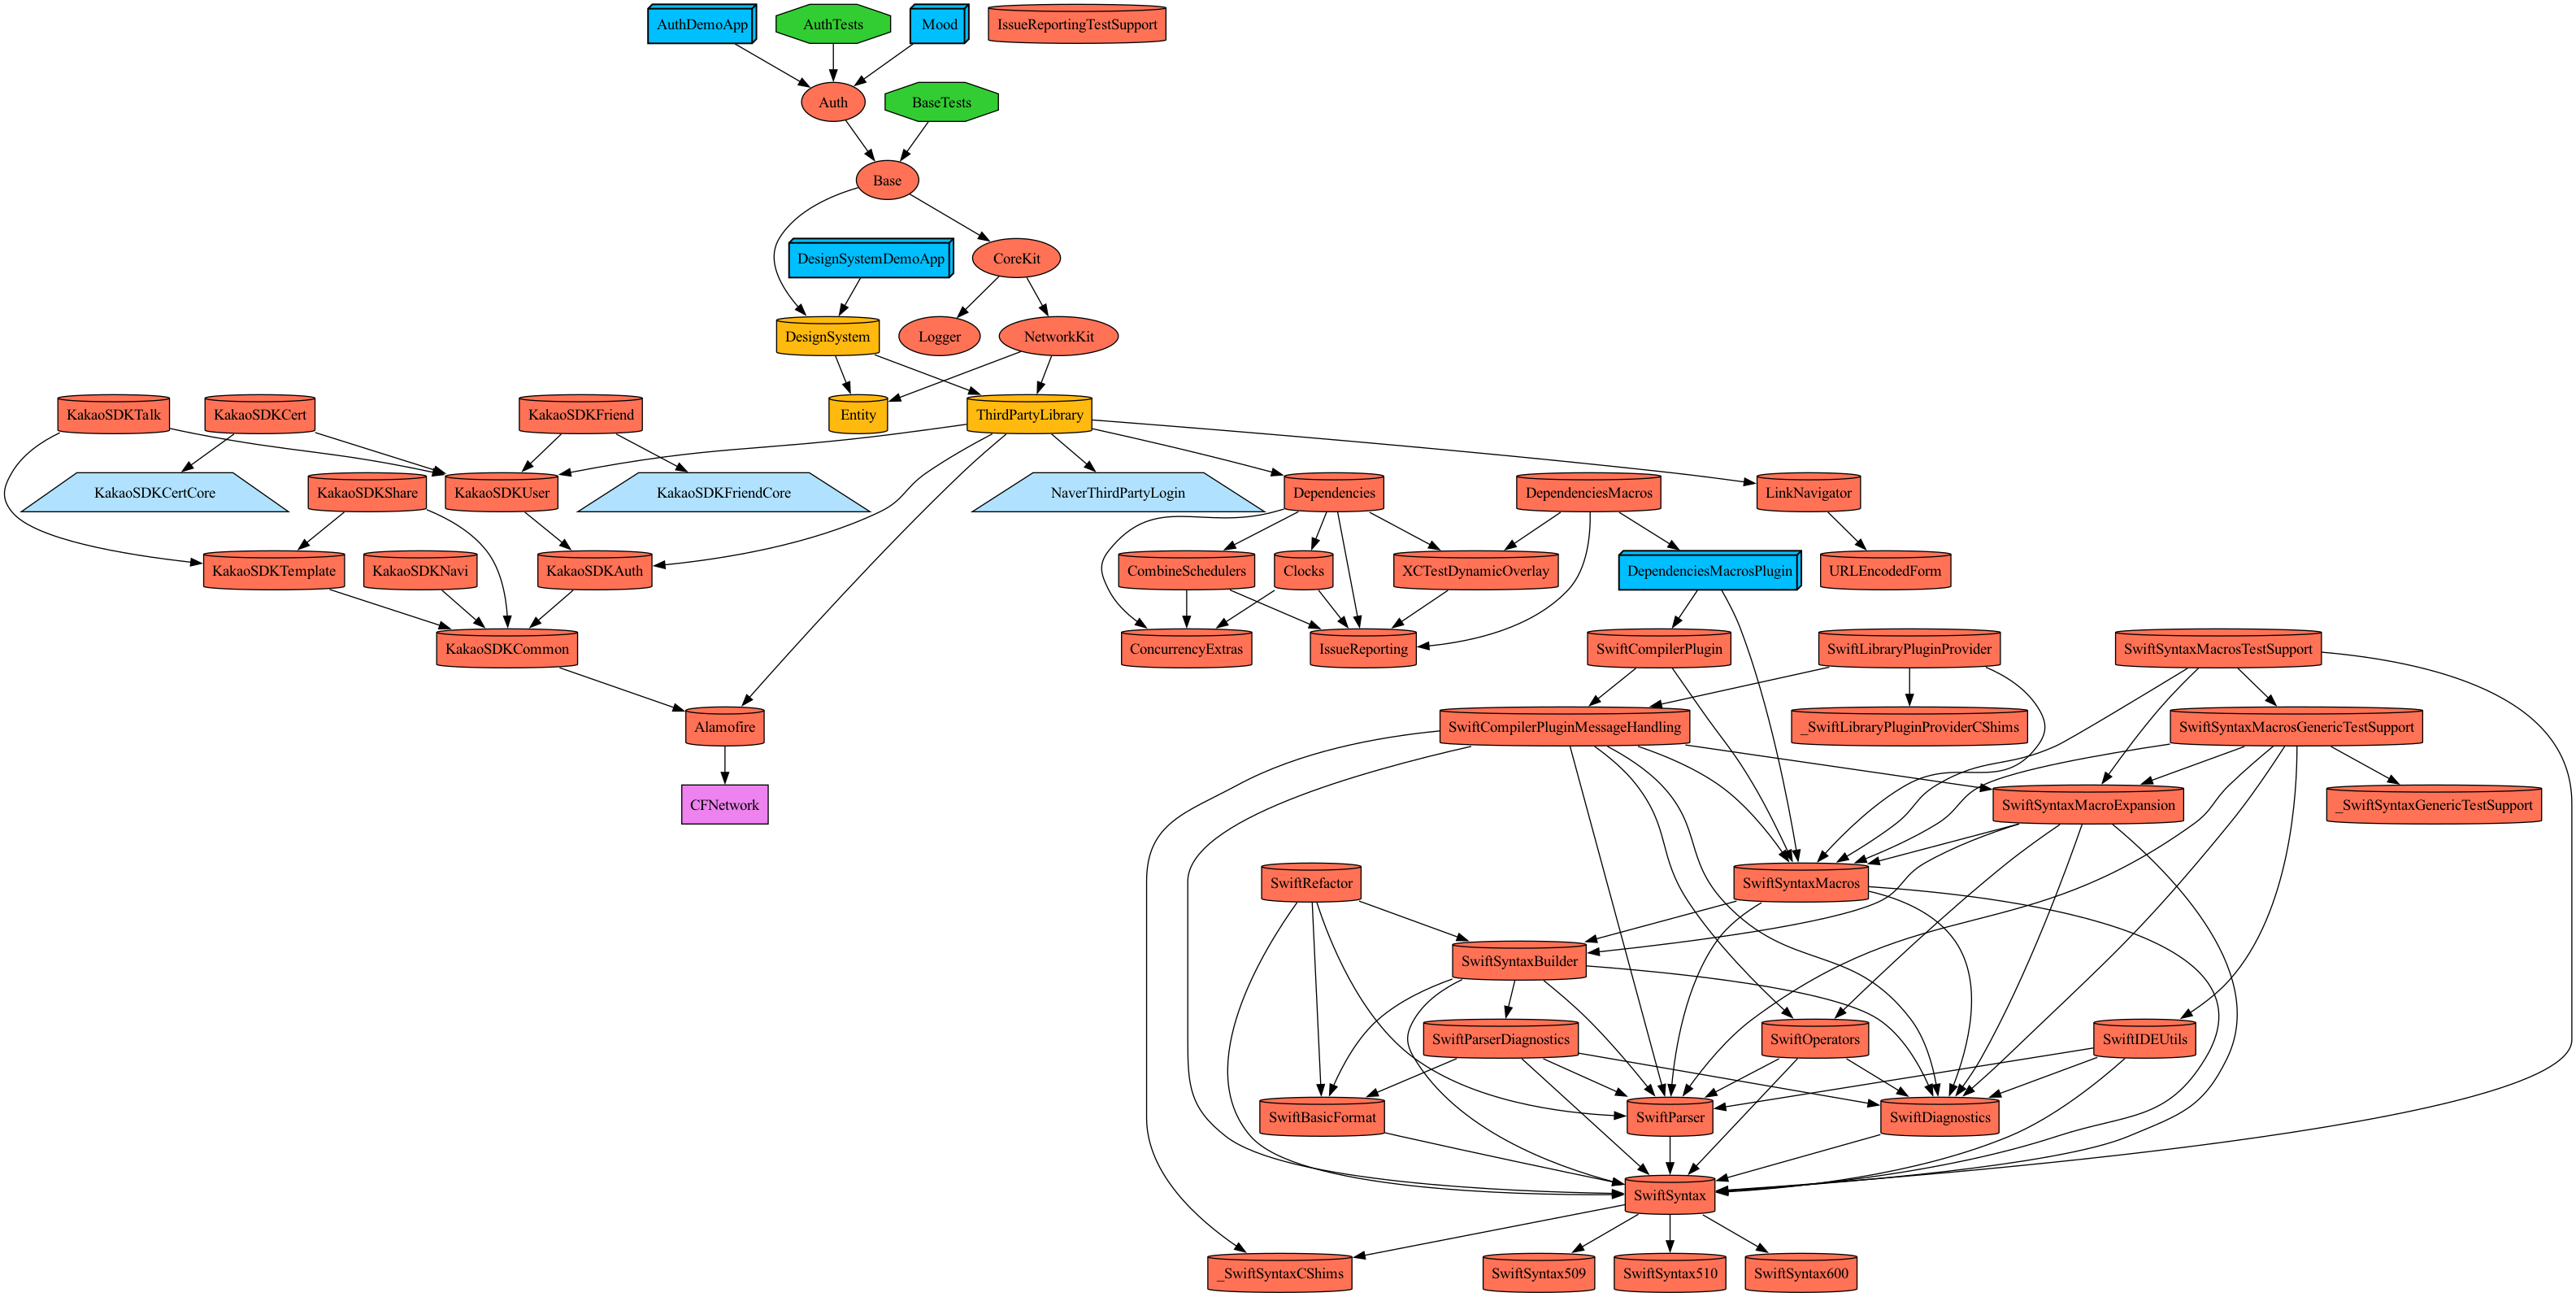 AuthDemoApp
AuthTests
Mood
IssueReportingTestSupport
Auth
BaseTests
Base
DesignSystemDemoApp
CoreKit
DesignSystem
Logger
NetworkKit
KakaoSDKTalk
KakaoSDKCert
KakaoSDKFriend
Entity
ThirdPartyLibrary
KakaoSDKCertCore
KakaoSDKShare
KakaoSDKUser
KakaoSDKFriendCore
NaverThirdPartyLogin
Dependencies
DependenciesMacros
LinkNavigator
KakaoSDKTemplate
KakaoSDKNavi
KakaoSDKAuth
CombineSchedulers
Clocks
XCTestDynamicOverlay
DependenciesMacrosPlugin
URLEncodedForm
KakaoSDKCommon
ConcurrencyExtras
IssueReporting
SwiftCompilerPlugin
SwiftLibraryPluginProvider
SwiftSyntaxMacrosTestSupport
Alamofire
SwiftCompilerPluginMessageHandling
_SwiftLibraryPluginProviderCShims
SwiftSyntaxMacrosGenericTestSupport
CFNetwork
SwiftSyntaxMacroExpansion
_SwiftSyntaxGenericTestSupport
SwiftRefactor
SwiftSyntaxMacros
SwiftSyntaxBuilder
SwiftParserDiagnostics
SwiftOperators
SwiftIDEUtils
SwiftBasicFormat
SwiftParser
SwiftDiagnostics
SwiftSyntax
_SwiftSyntaxCShims
SwiftSyntax509
SwiftSyntax510
SwiftSyntax600